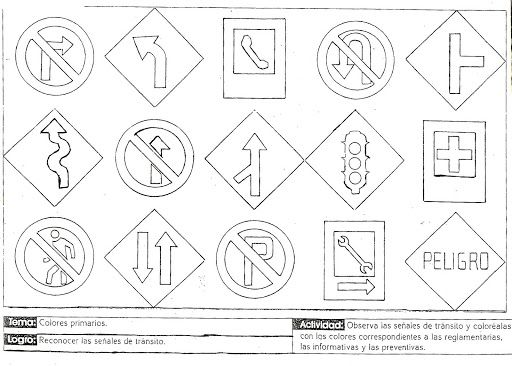 P
PELIGRO
Tema: Colores primarios.
Logro: Reconocer las señales de tránsito.
Actividad: Observa las señales de tránsito y coloréalas
con los colores correspondientes a las reglamentarias,
las informativas y las preventivas.